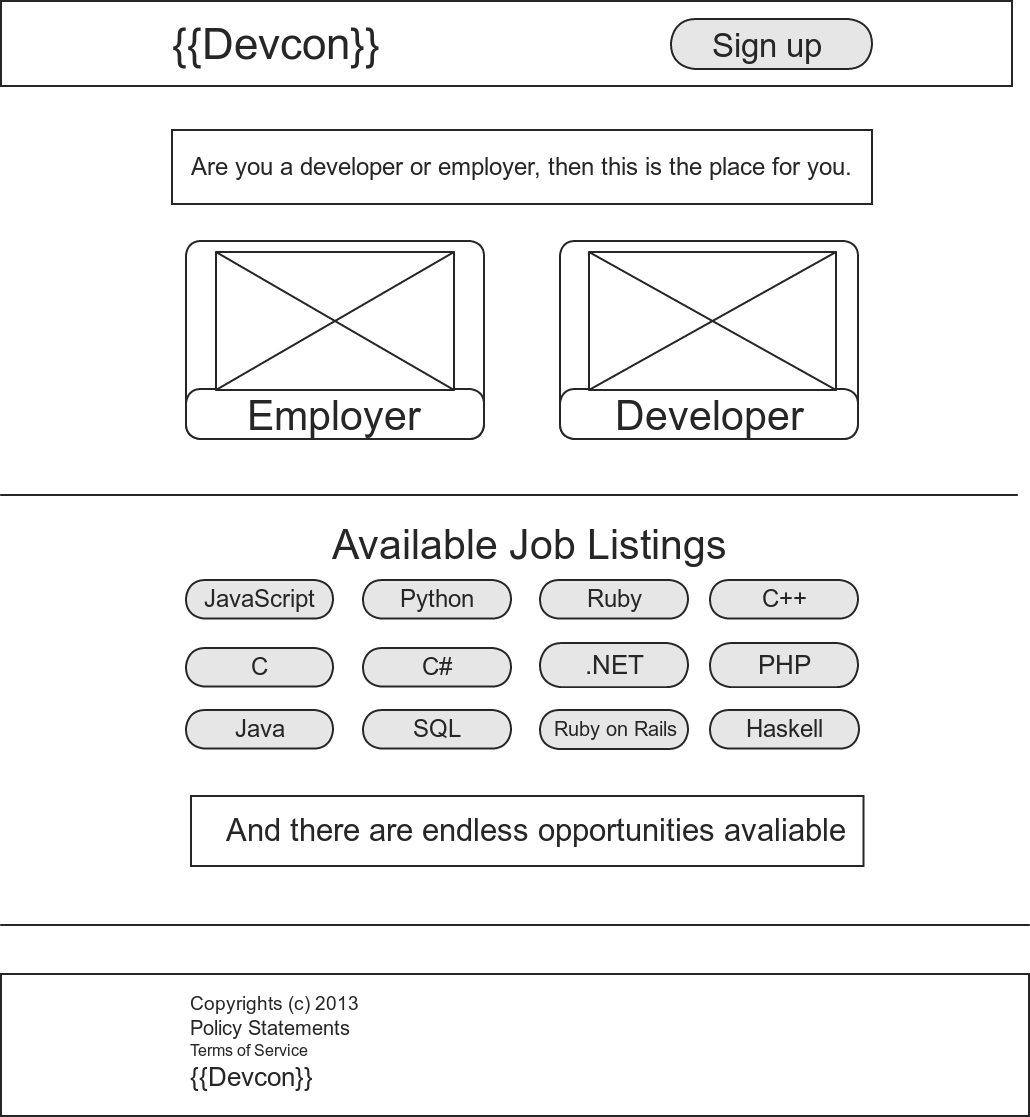 {{Devcon}}
Sign up
Are you a developer or employer, then this is the place for you.
Employer
Developer
Available Job Listings
JavaScript
Python
Ruby
C++
C
C#
.NET
PHP
Java
SQL
Ruby on Rails
Haskell
And there are endless opportunities avaliable
Copyrights (c) 2013
Policy Statements
Terms of Service
{{Devcon}}